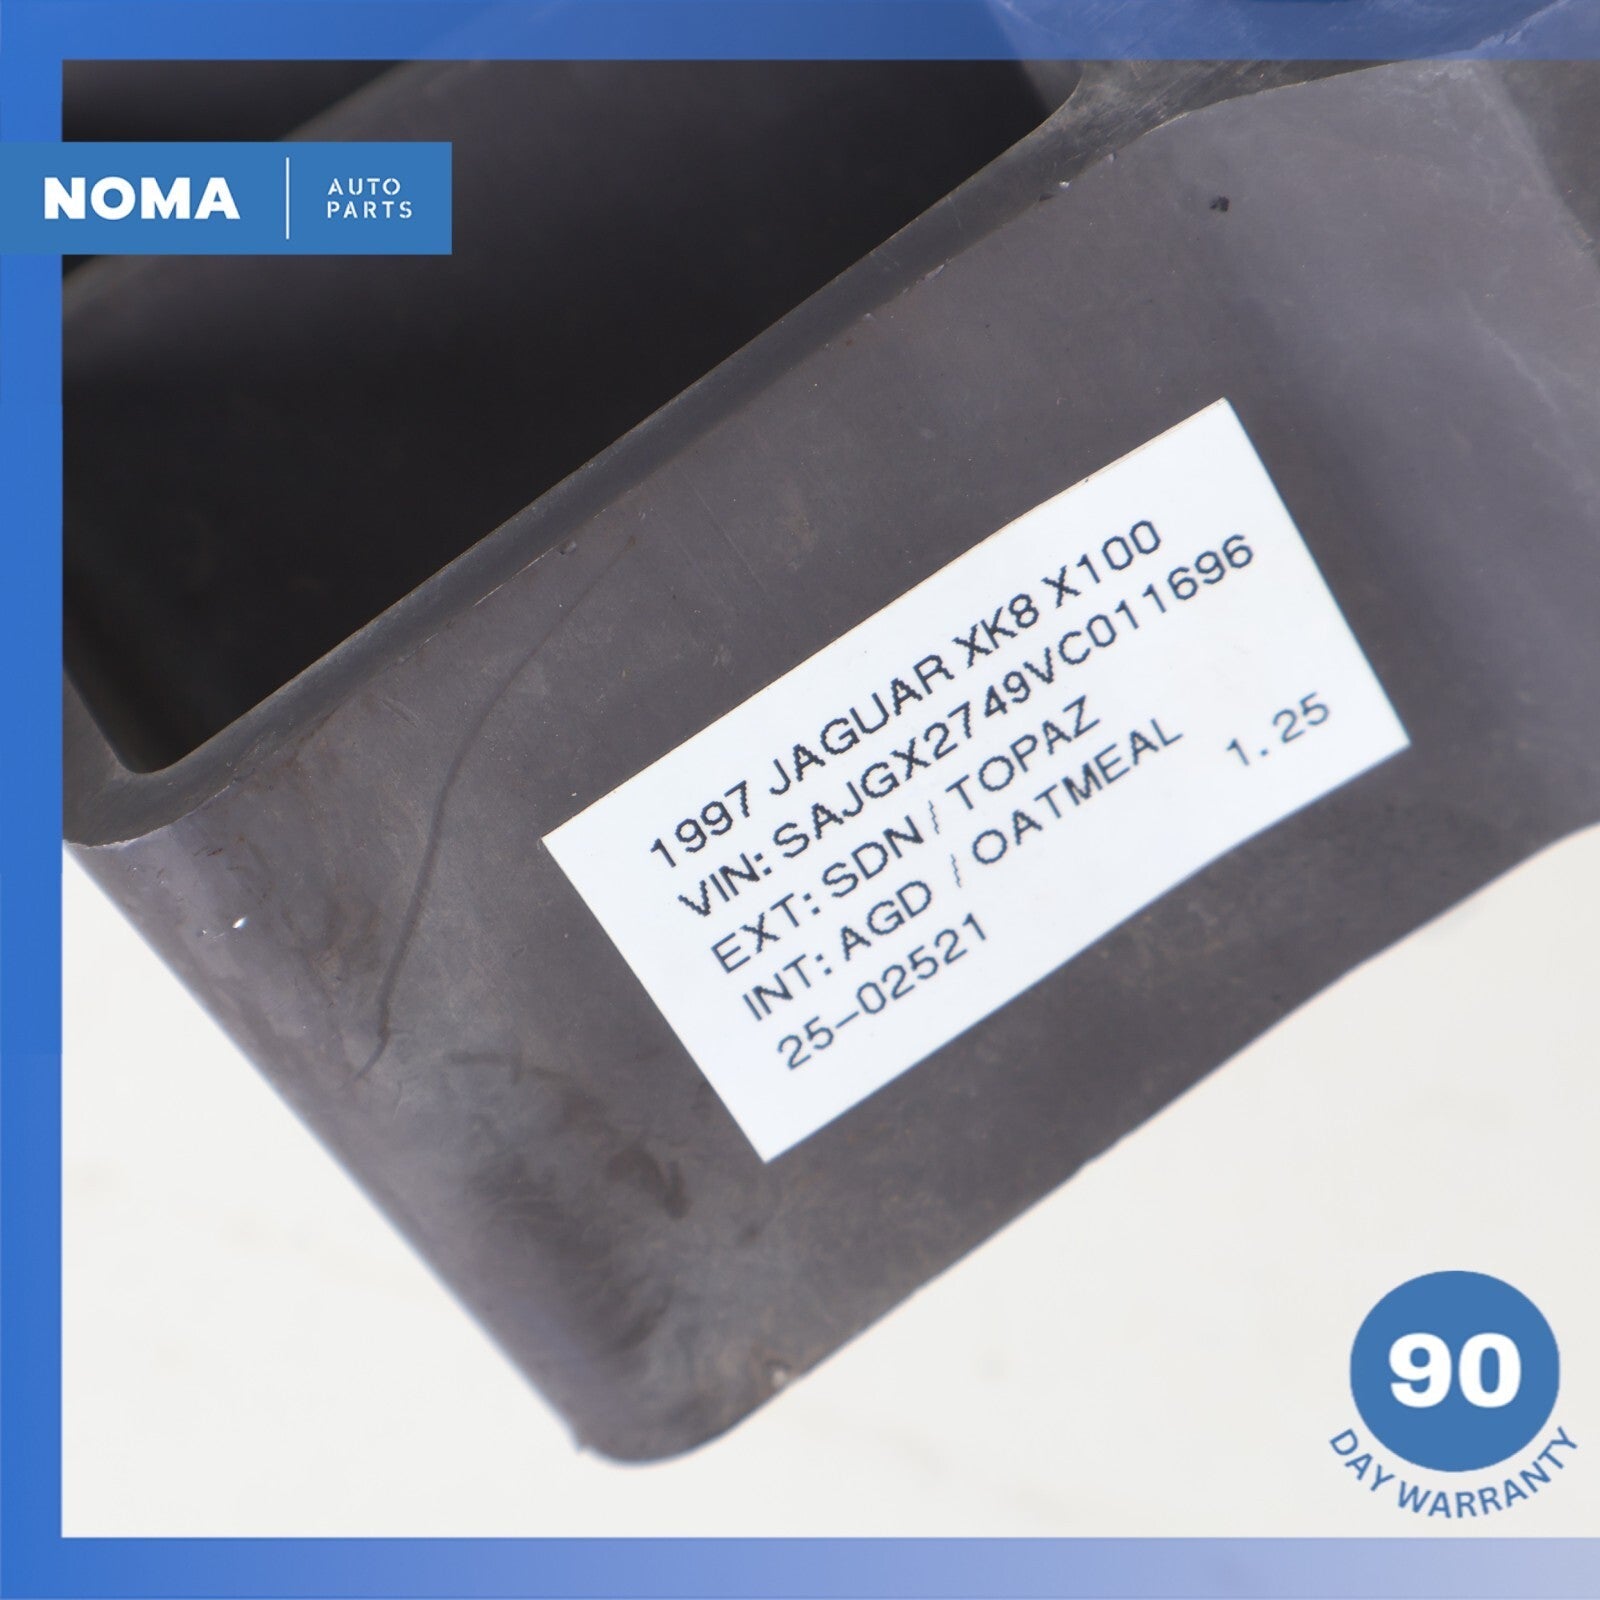 NOMA
AUTO
PARTS
1997 JAGUAR XK8 X100
VIN: SAJGX2749VC011696
EXT: SDN / TOPAZ
INT: AGD / OATMEAL
25-02521 1.25
90
DAY WARRANTY